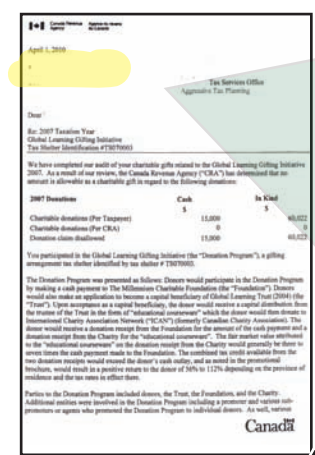 Canada Revenue Agency Agence du revenu du Canada
April 1, 2010
Tax Services Office
Aggressive Tax Planning
Dear
Re: 2007 Taxation Year
Global Learning Gifting Initiative
Tax Shelter Identification #TS070003
We have completed our audit of your charitable gifts related to the Global Learning Gifting Initiative
2007. As a result of our review, the Canada Revenue Agency ("CRA") has determined that no
amount is allowable as a charitable gift in regard to the following donations:
2007 Donations Cash In Kind
$ $
Charitable donations (Per Taxpayer) 15,000 60,022
Charitable donations (Per CRA) 0 0
Donation claim disallowed 15,000 60,022
You participated in the Global Learning Gifting Initiative (the "Donation Program"), a gifting
arrangement tax shelter identified by tax shelter # TS070003.
The Donation Program was presented as follows: Donors would participate in the Donation Program
by making a cash payment to The Millennium Charitable Foundation (the "Foundation"). Donors
would also make an application to become a capital beneficiary of Global Learning Trust (2004) (the
"Trust"). Upon acceptance as a capital beneficiary, the donor would receive a capital distribution from
the trustee of the Trust in the form of "educational courseware" which the donor would then donate to
International Charity Association Network ("ICAN") (formerly Canadian Charity Association). The
donor would receive a donation receipt from the Foundation for the amount of the cash payment and a
donation receipt from the Charity for the "educational courseware". The fair market value attributed
to the "educational courseware" on the donation receipt from the Charity would generally be three to
seven times the cash payment made to the Foundation. The combined tax credit available from the
two donation receipts would exceed the donor's cash outlay, and as noted in the promotional
brochure, would result in a positive return to the donor of 56% to 112% depending on the province of
residence and the tax rates in effect there.
Parties to the Donation Program included donors, the Trust, the Foundation, and the Charity.
Additional entities were involved in the Donation Program including a promoter and various sub-
promoters or agents who promoted the Donation Program to individual donors. As well, various
Canada